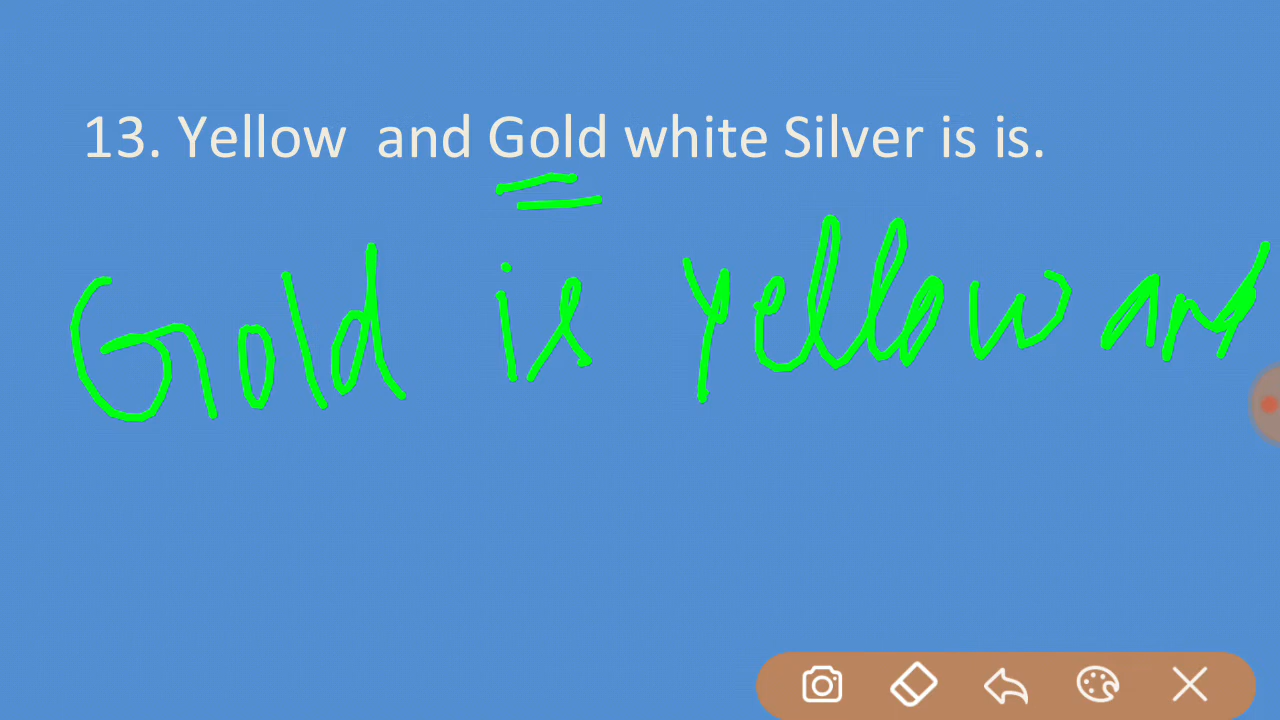 13. Yellow and Gold white Silver is is.
Gold is yellow and